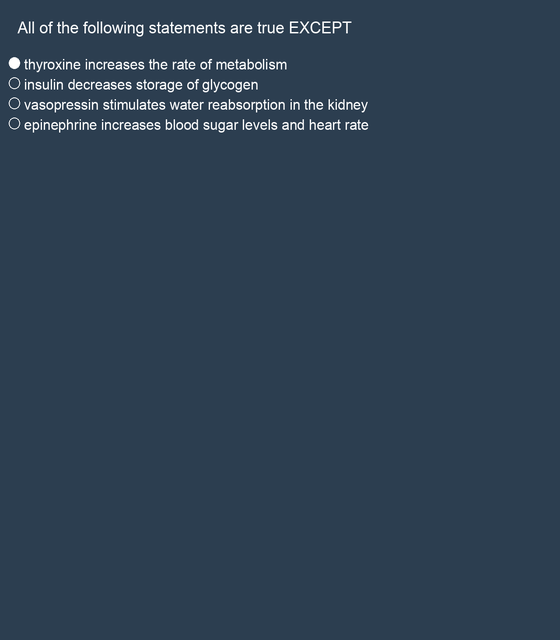 All of the following statements are true EXCEPT
thyroxine increases the rate of metabolism
insulin decreases storage of glycogen
vasopressin stimulates water reabsorption in the kidney
epinephrine increases blood sugar levels and heart rate